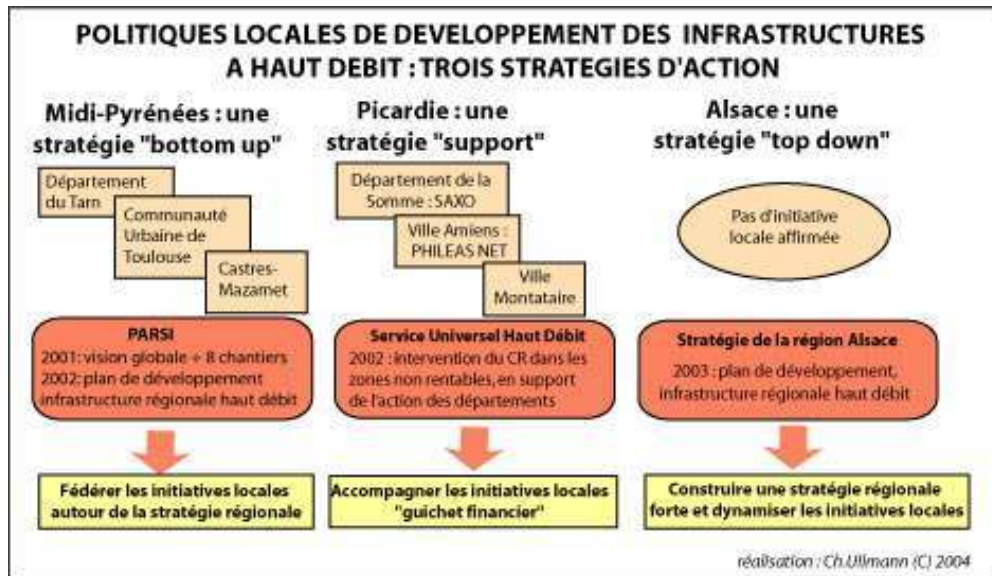 POLITIQUES LOCALES DE DEVELOPPEMENT DES INFRASTRUCTURES
A HAUT DEBIT : TROIS STRATEGIES D'ACTION
Midi-Pyrénées : une
stratégie "bottom up"
Département
du Tarn
Communauté
Urbaine de
Toulouse
Castres-
Mazamet
PARSI
2001: vision globale + 8 chantiers
2002: plan de développement
infrastructure régionale haut débit
Fédérer les initiatives locales
autour de la stratégie régionale
Picardie : une
stratégie "support"
Département de la
Somme : SAXO
Ville Amiens :
PHILEAS NET
Ville
Montataire
Service Universel Haut Débit
2002 : intervention du CR dans les
zones non rentables, en support
de l'action des départements
Accompagner les initiatives locales
"guichet financier"
Alsace : une
stratégie "top down"
Pas d'initiative
locale affirmée
Stratégie de la région Alsace
2003 : plan de développement,
infrastructure régionale haut débit
Construire une stratégie régionale
forte et dynamiser les initiatives locales
réalisation : Ch.Ullmann (C) 2004